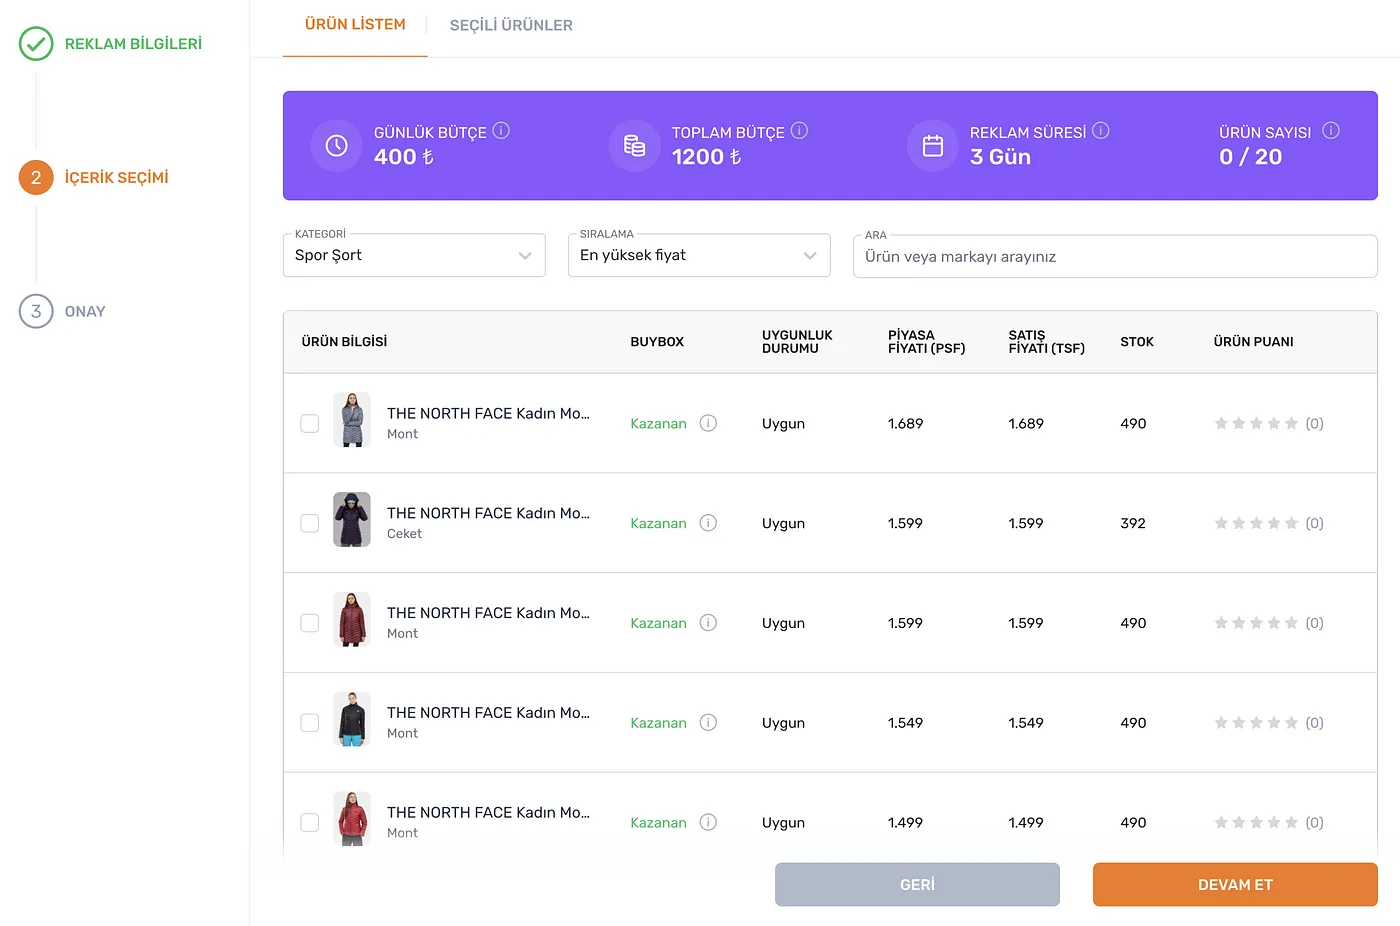 REKLAM BİLGİLERİ
2 İÇERİK SEÇİMİ
3 ONAY
ÜRÜN LİSTEM
SEÇİLİ ÜRÜNLER
GÜNLÜK BÜTÇE
400 ₺
TOPLAM BÜTÇE
1200 ₺
REKLAM SÜRESİ
3 Gün
ÜRÜN SAYISI
0 / 20
KATEGORİ
Spor Şort
SIRALAMA
En yüksek fiyat
ARA
Ürün veya markayı arayınız
ÜRÜN BİLGİSİ
BUYBOX
UYGUNLUK
DURUMU
PİYASA
FİYATI (PSF)
SATIŞ
FİYATI (TSF)
STOK
ÜRÜN PUANI
THE NORTH FACE Kadın Mo...
Mont
Kazanan
Uygun
1.689
1.689
490
(0)
THE NORTH FACE Kadın Mo...
Ceket
Kazanan
Uygun
1.599
1.599
392
(0)
THE NORTH FACE Kadın Mo...
Mont
Kazanan
Uygun
1.599
1.599
490
(0)
THE NORTH FACE Kadın Mo...
Mont
Kazanan
Uygun
1.549
1.549
490
(0)
THE NORTH FACE Kadın Mo...
Mont
Kazanan
Uygun
1.499
1.499
490
(0)
GERİ
DEVAM ET